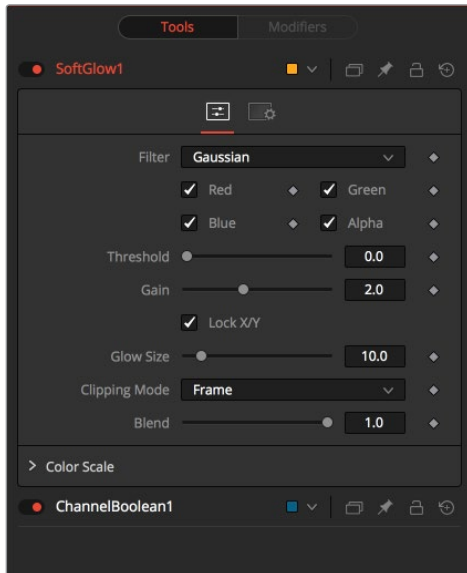 Tools Modifiers
SoftGlow1
Filter Gaussian
Red Green
Blue Alpha
Threshold 0.0
Gain 2.0
Lock X/Y
Glow Size 10.0
Clipping Mode Frame
Blend 1.0
Color Scale
ChannelBoolean1